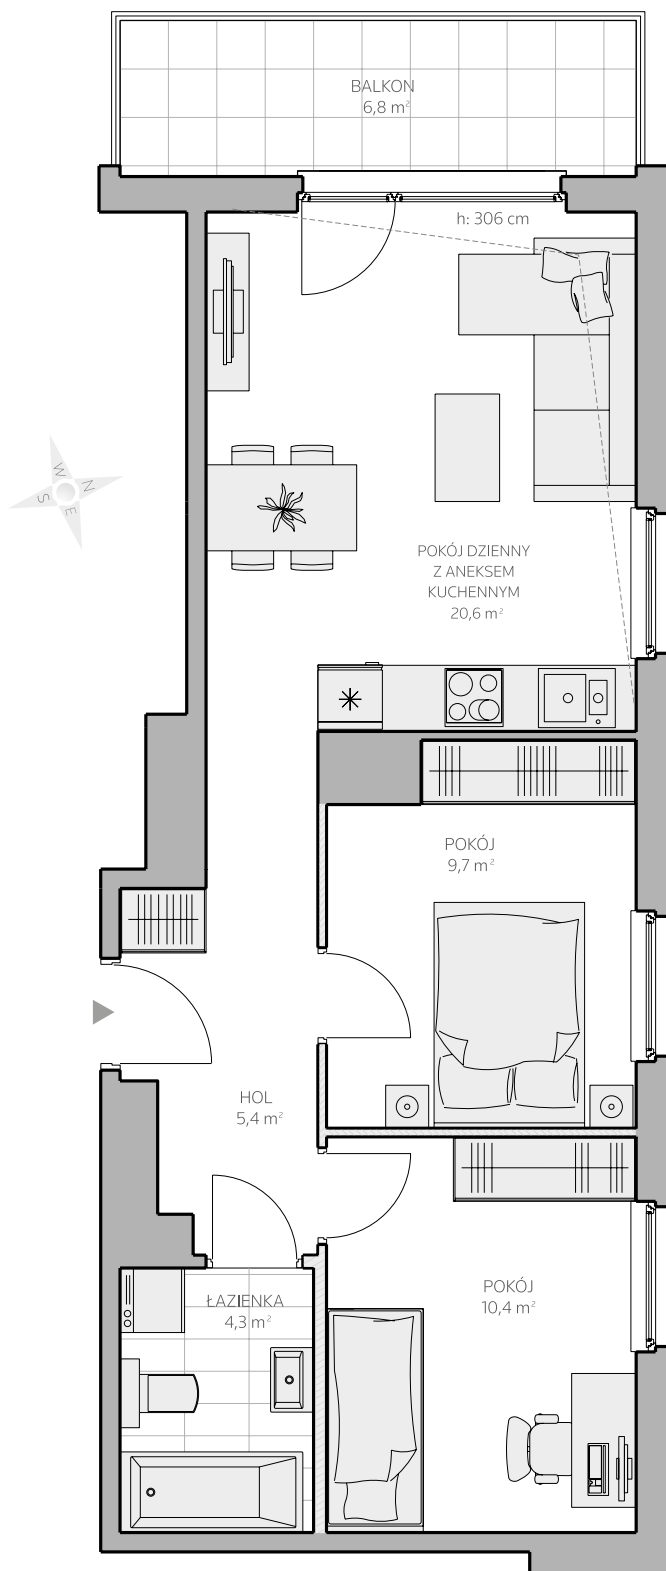 BALKON
6,8 m²
h: 306 cm
W
N
S
E
POKÓJ DZIENNY
Z ANEKSEM
KUCHENNYM
20,6 m²
POKÓJ
9,7 m²
HOL
5,4 m²
POKÓJ
10,4 m²
ŁAZIENKA
4,3 m²